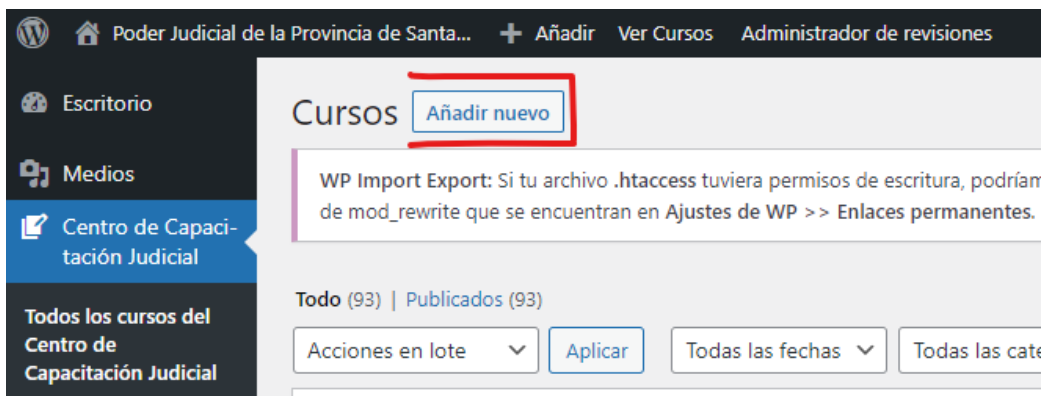 Poder Judicial de la Provincia de Santa... Añadir Ver Cursos Administrador de revisiones
Escritorio
Medios
Centro de Capaci-
tación Judicial
Todos los cursos del
Centro de
Capacitación Judicial
Cursos Añadir nuevo
WP Import Export: Si tu archivo .htaccess tuviera permisos de escritura, podríam
de mod_rewrite que se encuentran en Ajustes de WP >> Enlaces permanentes.
Todo (93) | Publicados (93)
Acciones en lote Aplicar Todas las fechas Todas las cate